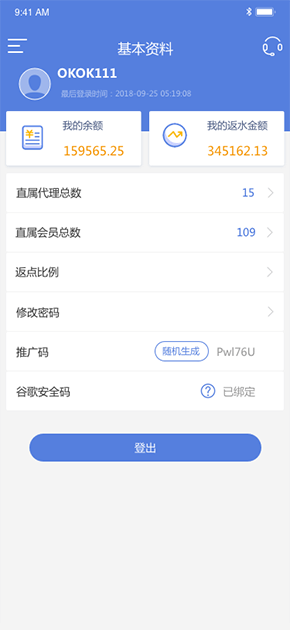 9:41 AM
基本资料
OKOK111
最后登录时间：2018-09-25 05:19:08
我的余额
159565.25
我的返水金额
345162.13
直属代理总数 15
直属会员总数 109
返点比例
修改密码
推广码 随机生成 Pwl76U
谷歌安全码 ? 已绑定
登出